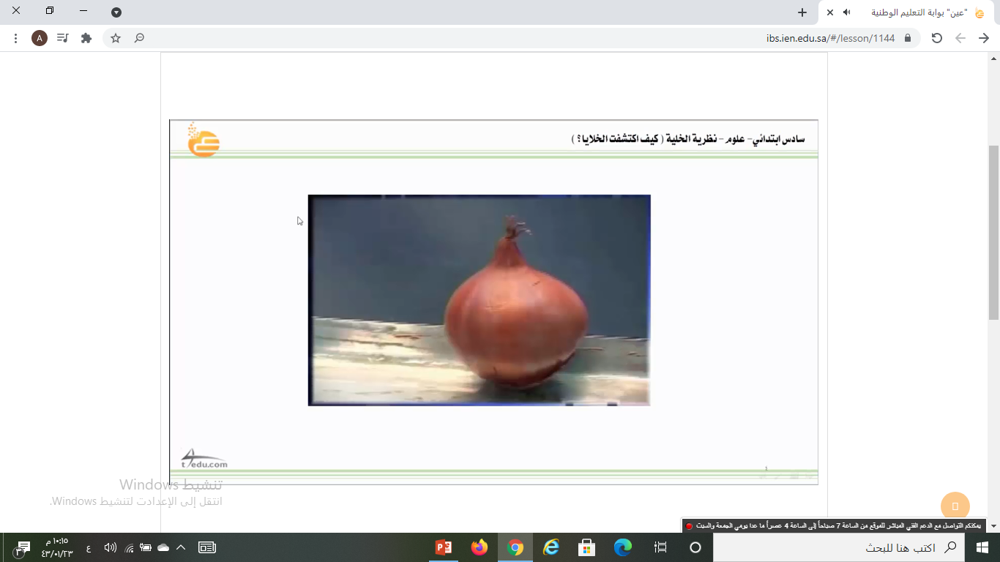 "عين" بوابة التعليم الوطنية
ibs.ien.edu.sa/#/lesson/1144
A
سادس ابتدائي- علوم - نظرية الخلية ( كيف اكتشفت الخلايا ؟ )
t4edu.com
تنشيط Windows
انتقل إلى الإعدادت لتنشيط Windows.
يمكنكم التواصل مع الدعم الفني المباشر للموقع من الساعة 7 صباحاً إلى الساعة 4 عصراً ما عدا يومي الجمعة والسبت
اكتب هنا للبحث
ع
١٠:١٥ م
٤٣/٠١/٢٣
٣